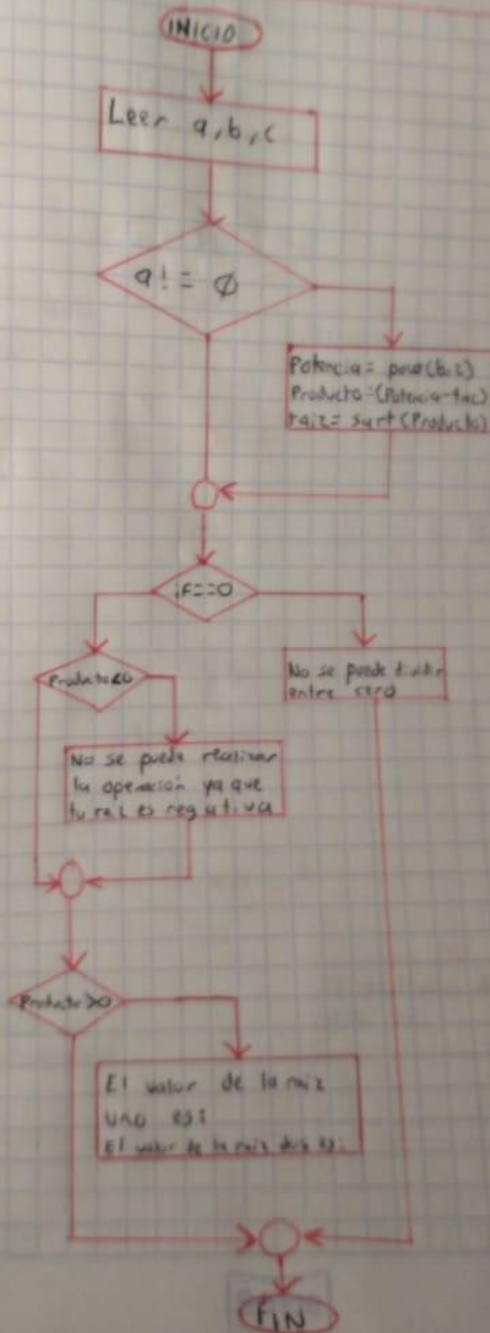 INICIO
Leer a,b,c
a != 0
Potencia = pow(b,2)
Producto=(Potencia-4ac)
raiz= sqrt(Producto)
if==0
Producto<0
No se puede dividir
entre cero
No se puede realizar
la operación ya que
tu raiz es negativa
Producto>0
El valor de la raiz
uno es:
El valor de la raiz dos es:
FIN